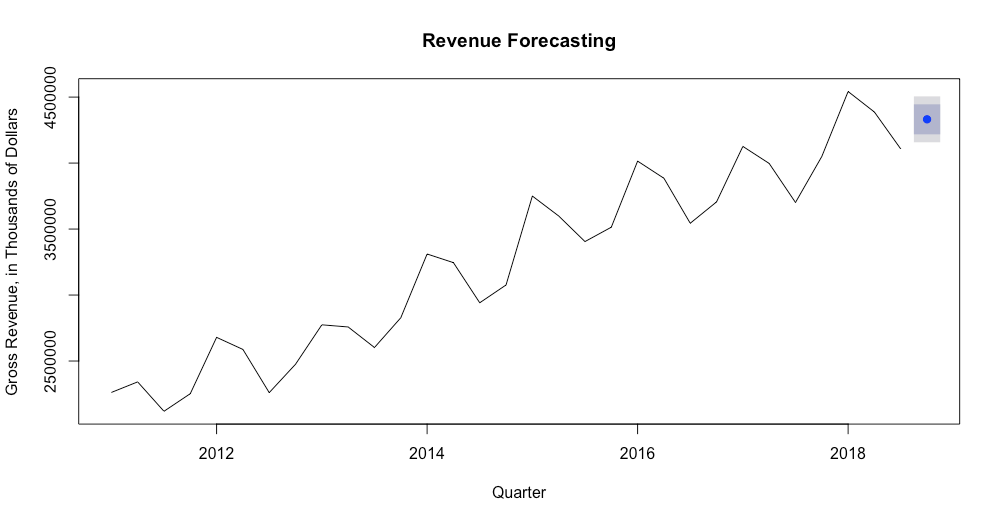 Revenue Forecasting
Gross Revenue, in Thousands of Dollars
4500000
3500000
2500000
2012 2014 2016 2018
Quarter